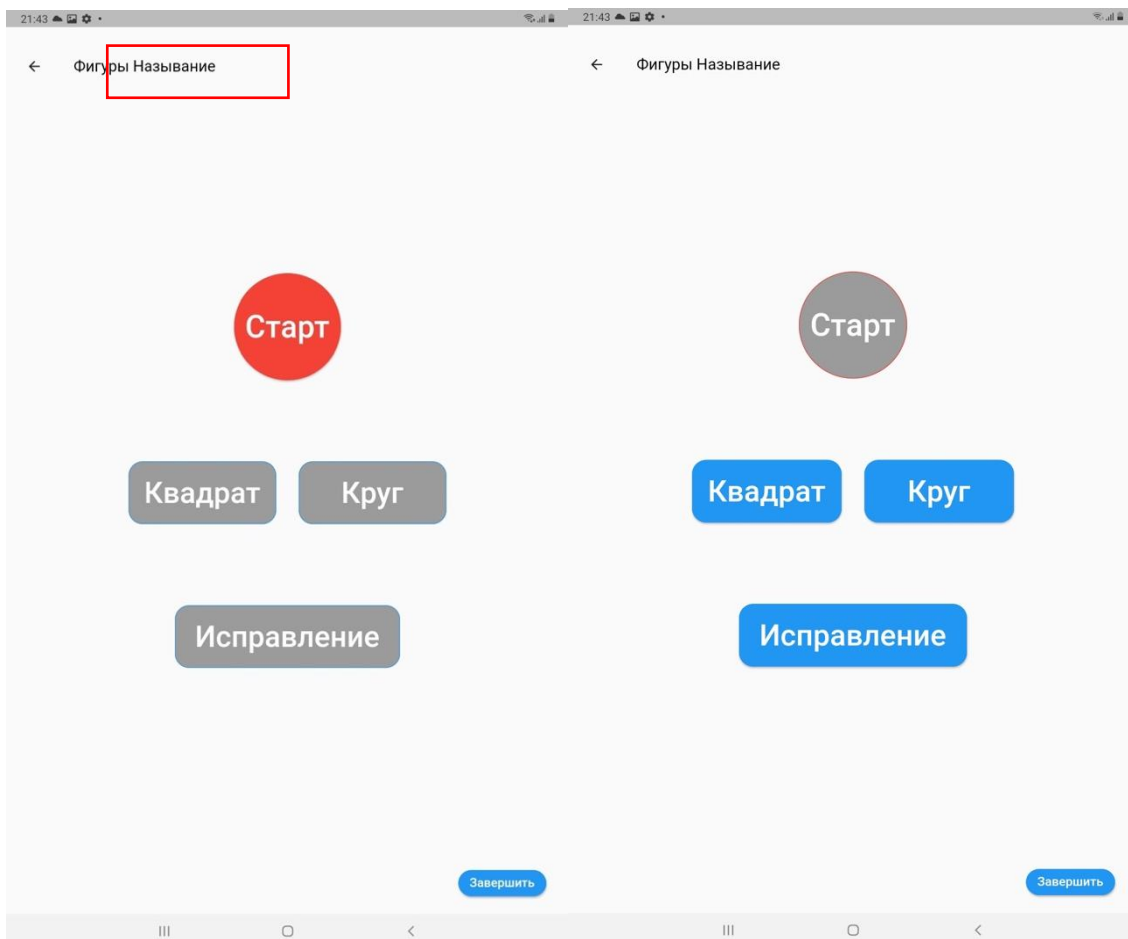 21:43
Фигуры Называние
Старт
Квадрат Круг
Исправление
Завершить
21:43
Фигуры Называние
Старт
Квадрат Круг
Исправление
Завершить